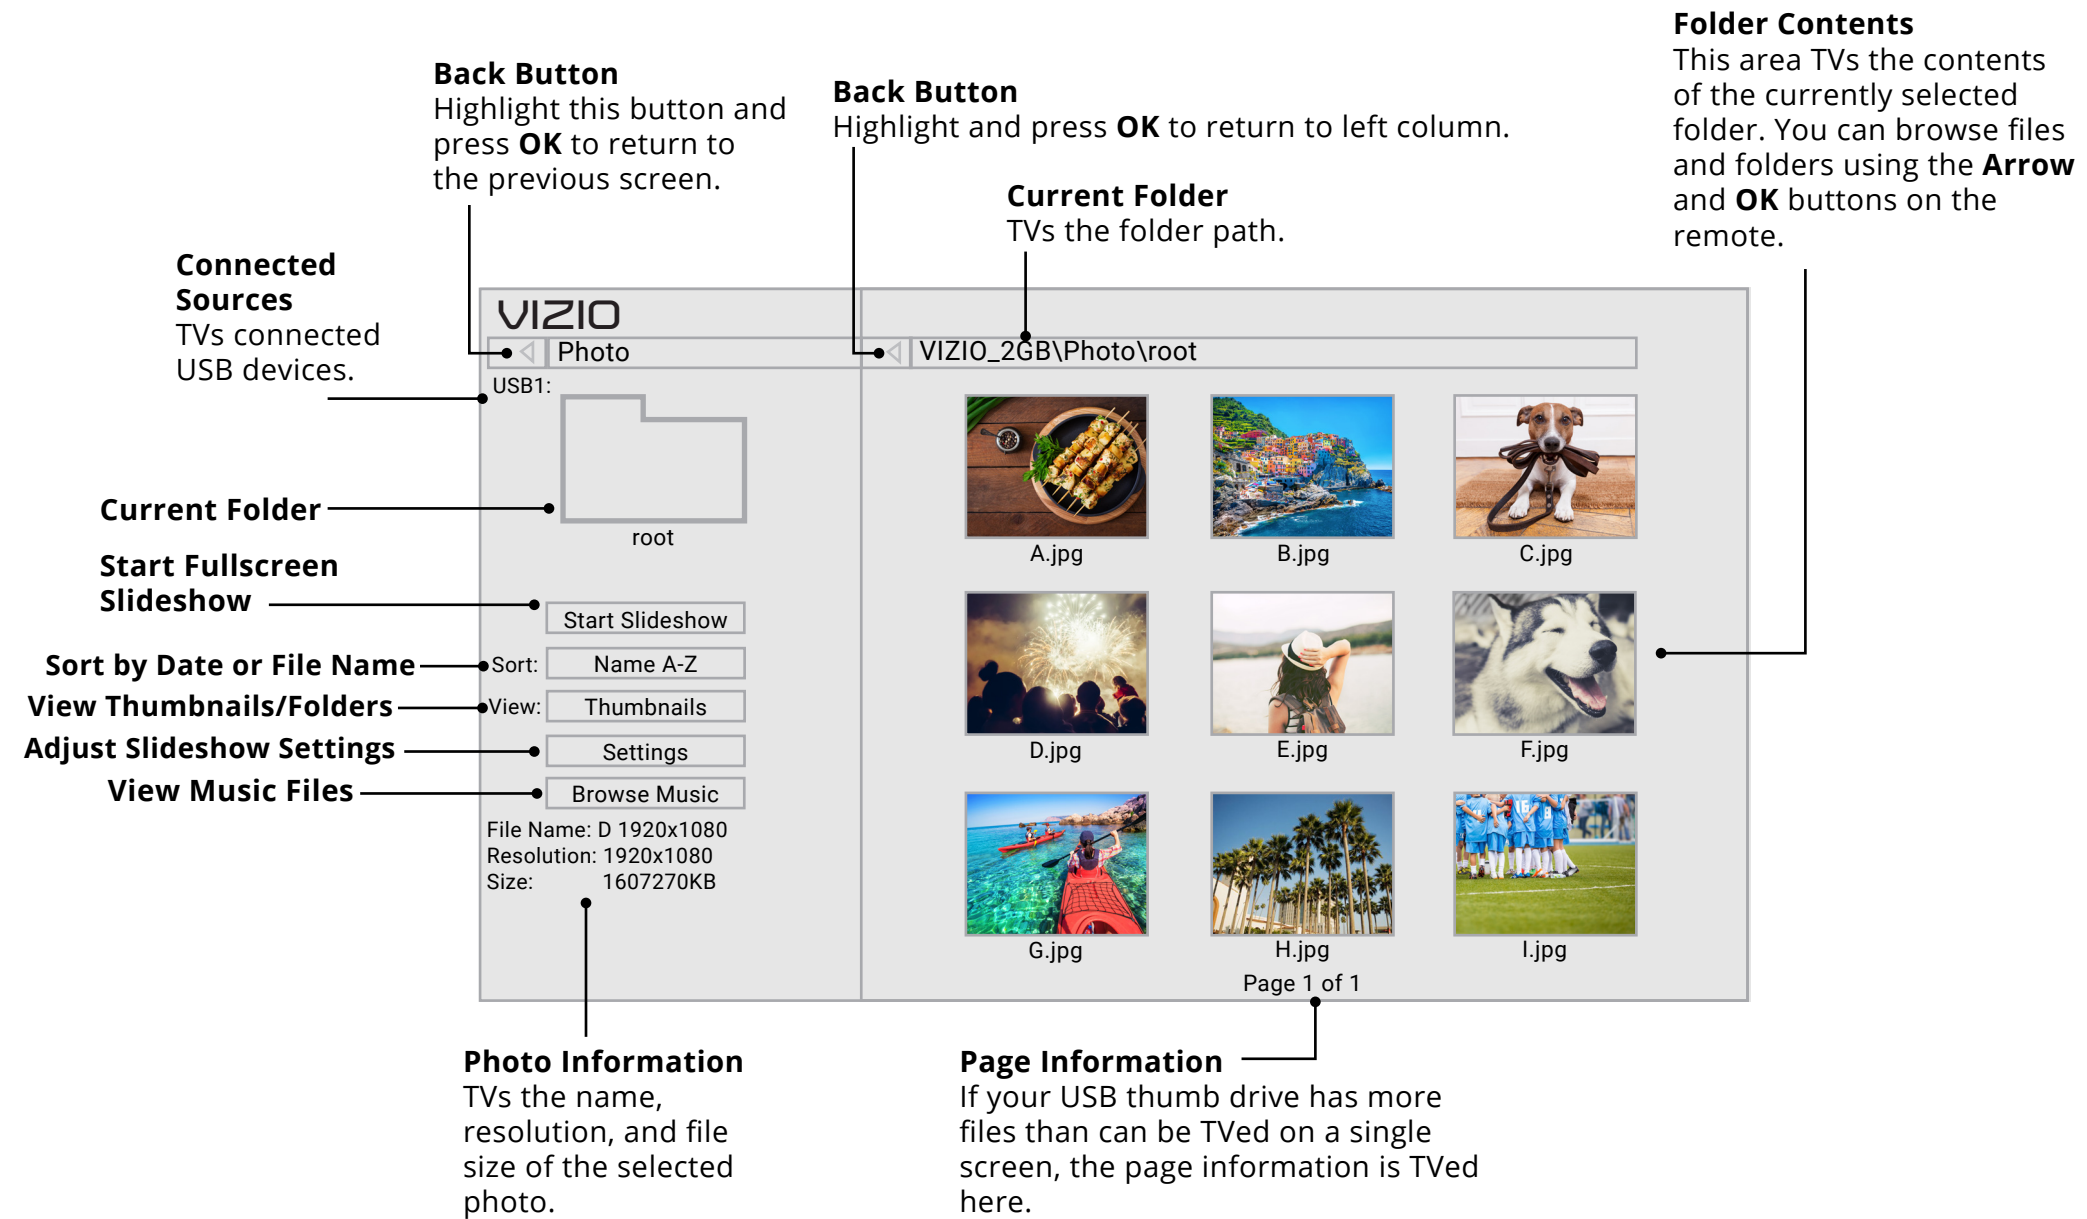 Folder Contents
This area TVs the contents
of the currently selected
folder. You can browse files
and folders using the Arrow
and OK buttons on the
remote.
Back Button
Highlight this button and
press OK to return to
the previous screen.
Back Button
Highlight and press OK to return to left column.
Current Folder
TVs the folder path.
Connected
Sources
TVs connected
USB devices.
VIZIO
Photo
VIZIO_2GB\Photo\root
USB1:
Current Folder
root
Start Fullscreen
Slideshow
Start Slideshow
Sort by Date or File Name
Sort:
Name A-Z
View Thumbnails/Folders
View:
Thumbnails
Adjust Slideshow Settings
Settings
View Music Files
Browse Music
File Name: D 1920x1080
Resolution: 1920x1080
Size: 1607270KB
A.jpg
B.jpg
C.jpg
D.jpg
E.jpg
F.jpg
16
8
G.jpg
H.jpg
I.jpg
Page 1 of 1
Photo Information
TVs the name,
resolution, and file
size of the selected
photo.
Page Information
If your USB thumb drive has more
files than can be TVed on a single
screen, the page information is TVed
here.